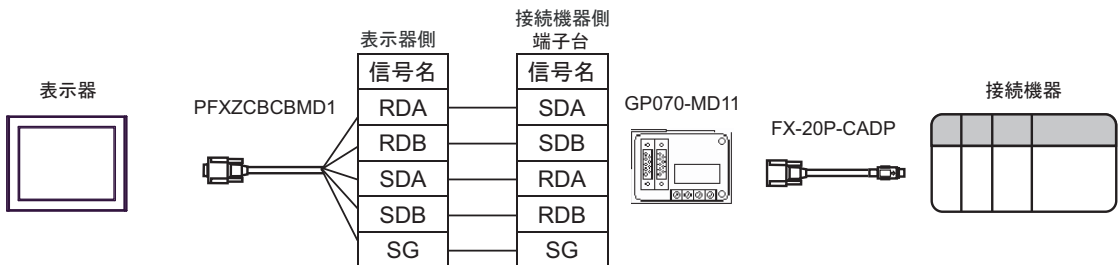 表示器
PFXZCBCBMD1
表示器側
信号名
RDA
RDB
SDA
SDB
SG
接続機器側
端子台
信号名
SDA
SDB
RDA
RDB
SG
GP070-MD11
FX-20P-CADP
接続機器